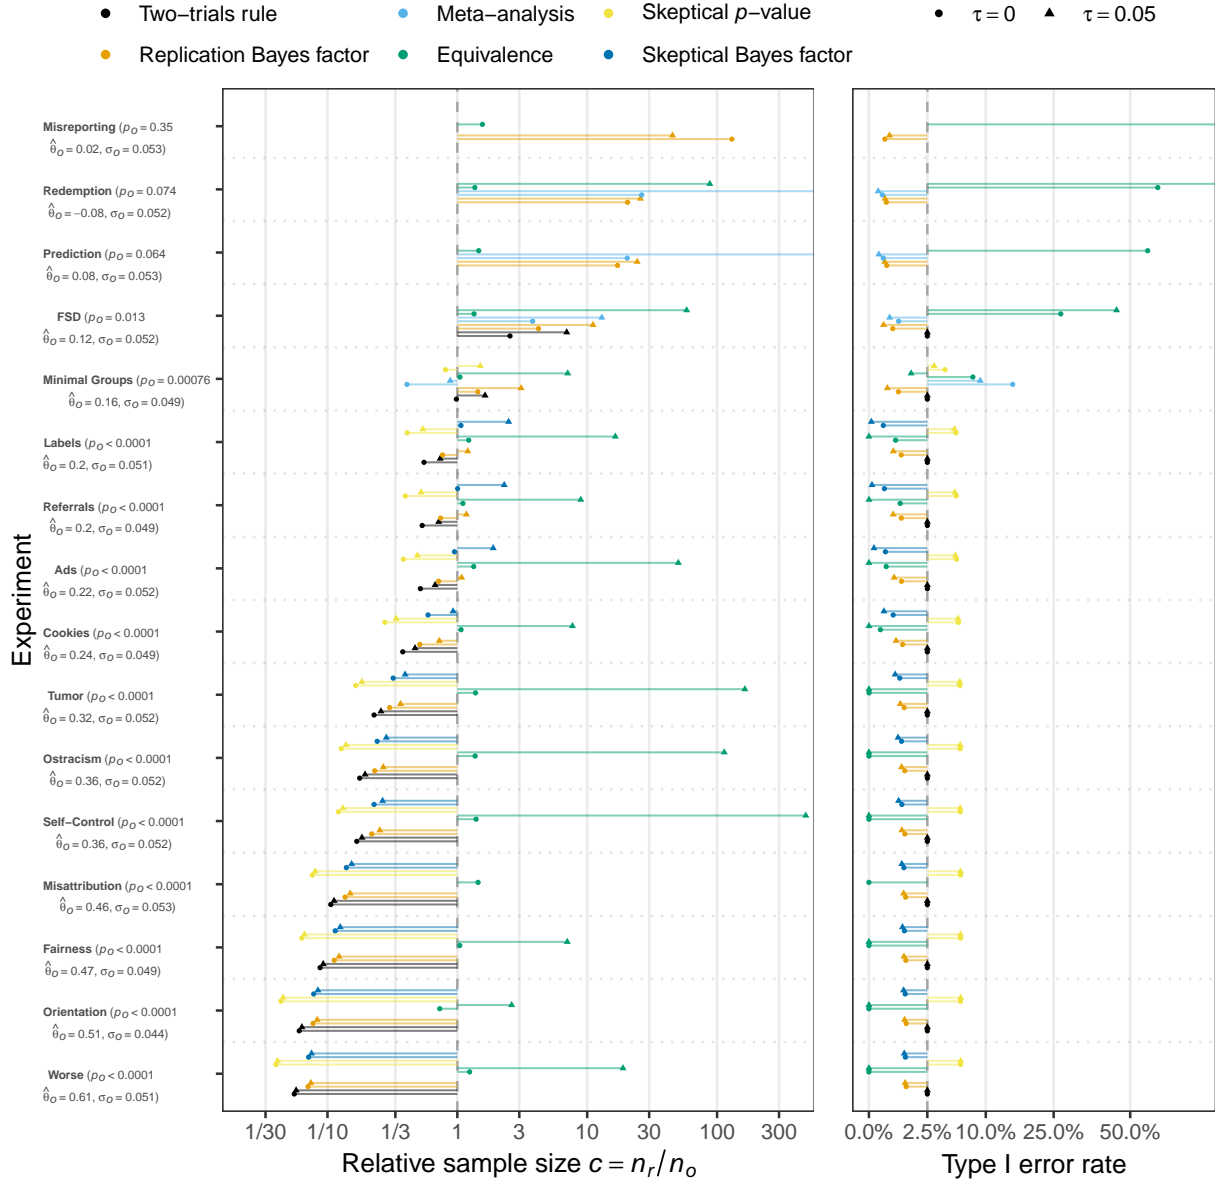 Two−trials rule Meta−analysis Skeptical p−value τ = 0 τ = 0.05
Replication Bayes factor Equivalence Skeptical Bayes factor
Experiment
Misreporting (po = 0.35
θ̂o = 0.02, σo = 0.053)
Redemption (po = 0.074
θ̂o = −0.08, σo = 0.052)
Prediction (po = 0.064
θ̂o = 0.08, σo = 0.053)
FSD (po = 0.013
θ̂o = 0.12, σo = 0.052)
Minimal Groups (po = 0.00076
θ̂o = 0.16, σo = 0.049)
Labels (po < 0.0001
θ̂o = 0.2, σo = 0.051)
Referrals (po < 0.0001
θ̂o = 0.2, σo = 0.049)
Ads (po < 0.0001
θ̂o = 0.22, σo = 0.052)
Cookies (po < 0.0001
θ̂o = 0.24, σo = 0.049)
Tumor (po < 0.0001
θ̂o = 0.32, σo = 0.052)
Ostracism (po < 0.0001
θ̂o = 0.36, σo = 0.052)
Self−Control (po < 0.0001
θ̂o = 0.36, σo = 0.052)
Misattribution (po < 0.0001
θ̂o = 0.46, σo = 0.053)
Fairness (po < 0.0001
θ̂o = 0.47, σo = 0.049)
Orientation (po < 0.0001
θ̂o = 0.51, σo = 0.044)
Worse (po < 0.0001
θ̂o = 0.61, σo = 0.051)
1/30 1/10 1/3 1 3 10 30 100 300
Relative sample size c = nr/no
0.0% 2.5% 10.0% 25.0% 50.0%
Type I error rate